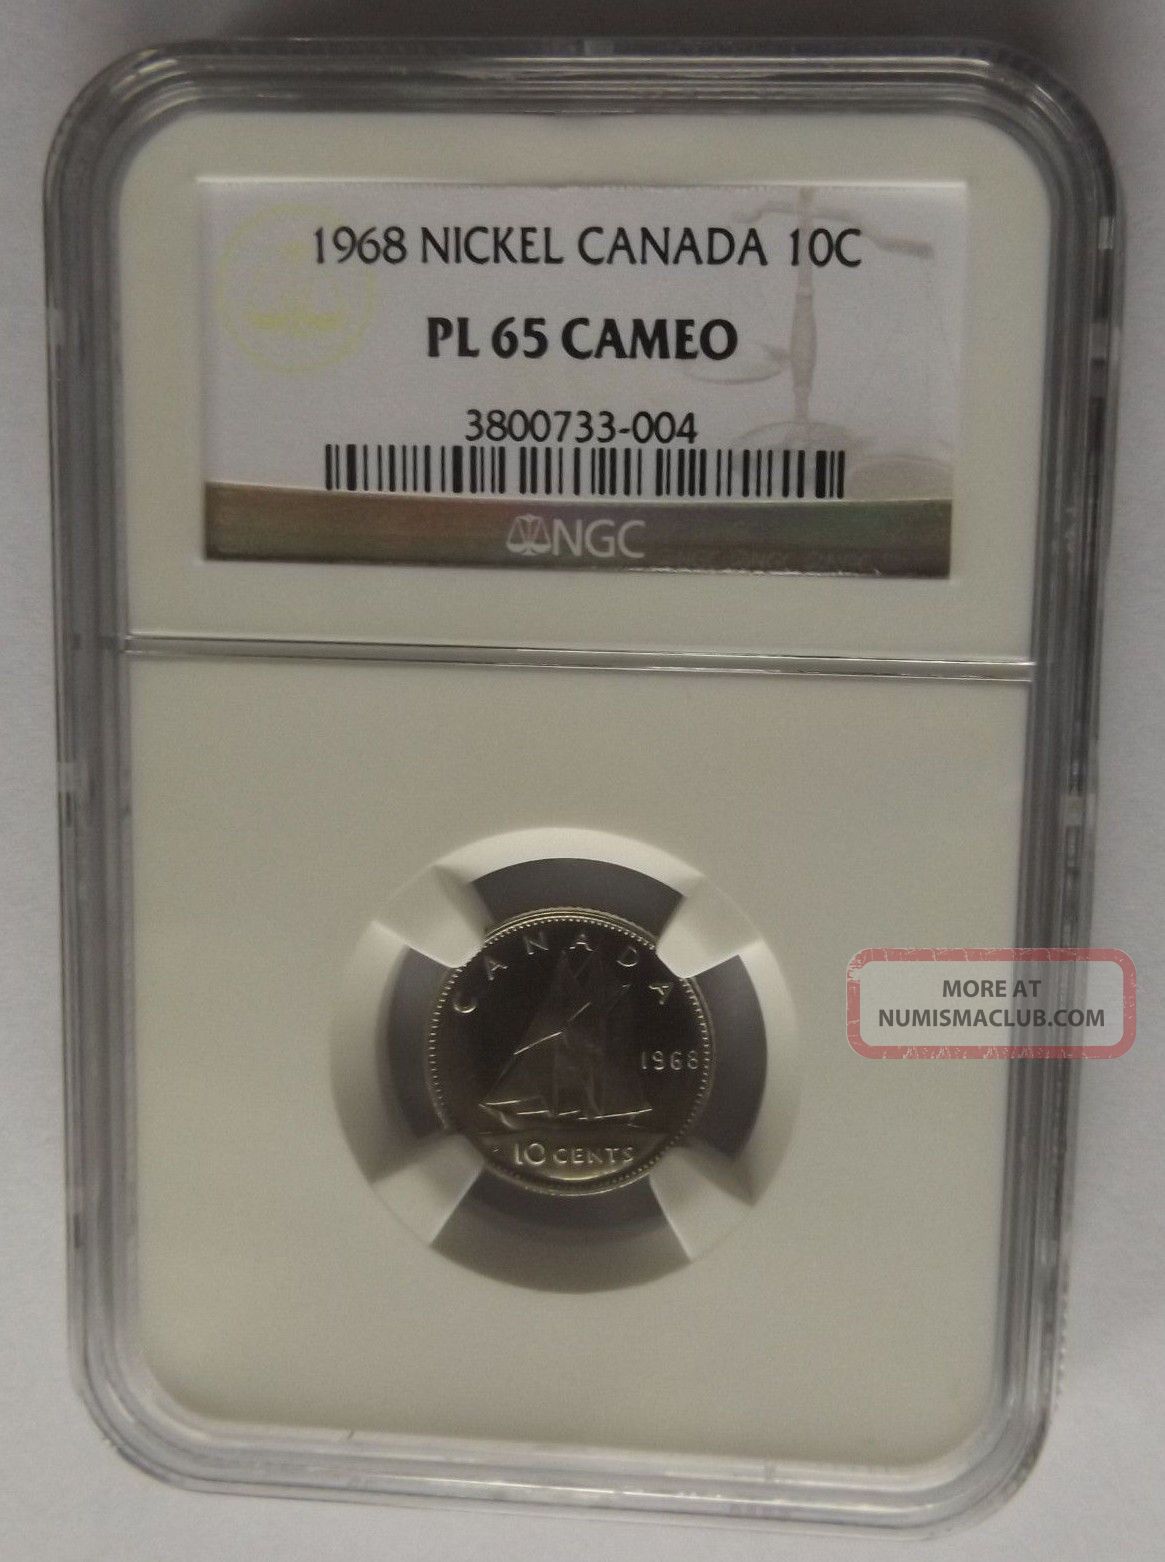 1968 NICKEL CANADA 10C
PL 65 CAMEO
3800733-004
NGC
CANADA
1968
10 CENTS
MORE AT
NUMISMACLUB.COM